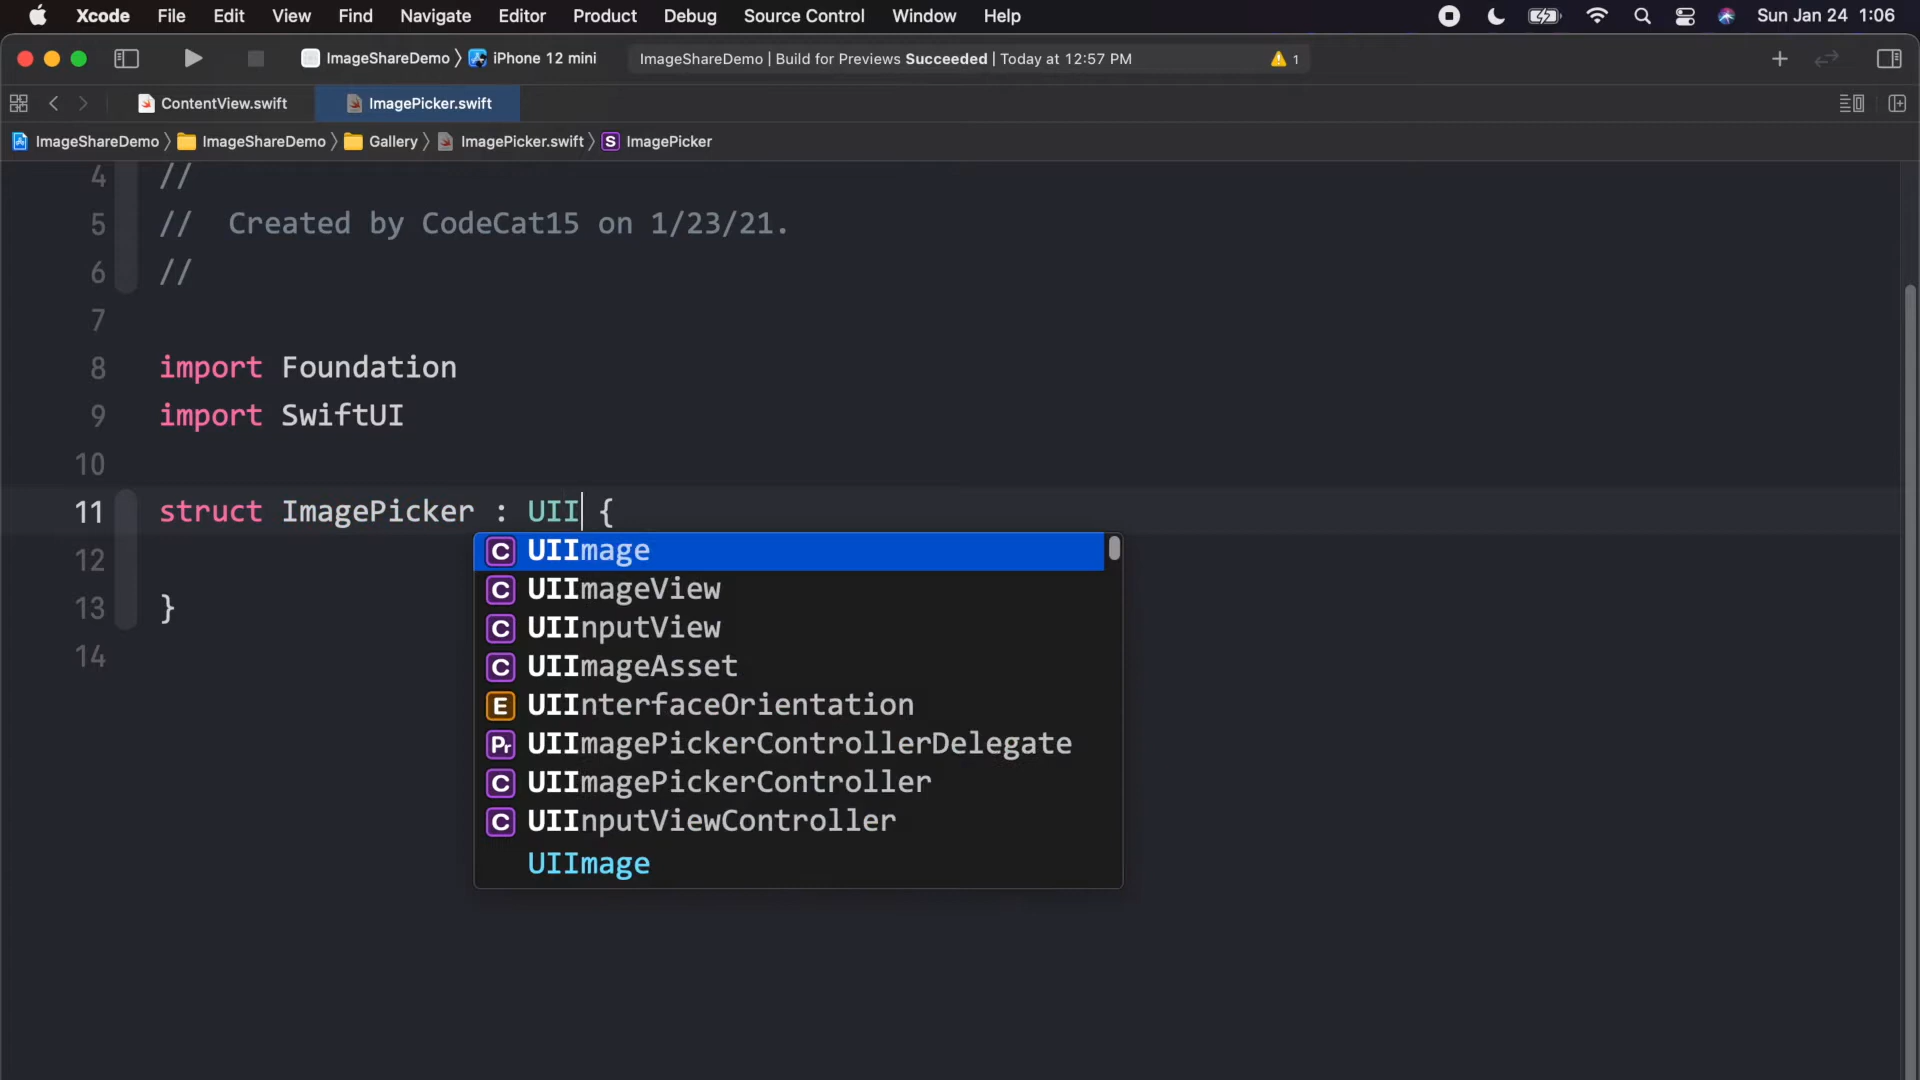 Xcode File Edit View Find Navigate Editor Product Debug Source Control Window Help Sun Jan 24 1:06
ImageShareDemo 〉 iPhone 12 mini ImageShareDemo | Build for Previews Succeeded | Today at 12:57 PM 1
ContentView.swift ImagePicker.swift
ImageShareDemo 〉 ImageShareDemo 〉 Gallery 〉 ImagePicker.swift 〉 S ImagePicker
4 //
5 //  Created by CodeCat15 on 1/23/21.
6 //
7
8 import Foundation
9 import SwiftUI
10
11 struct ImagePicker : UII {
C UIImage
12
C UIImageView
13 }
C UIInputView
14
C UIImageAsset
E UIInterfaceOrientation
Pr UIImagePickerControllerDelegate
C UIImagePickerController
C UIInputViewController
UIImage